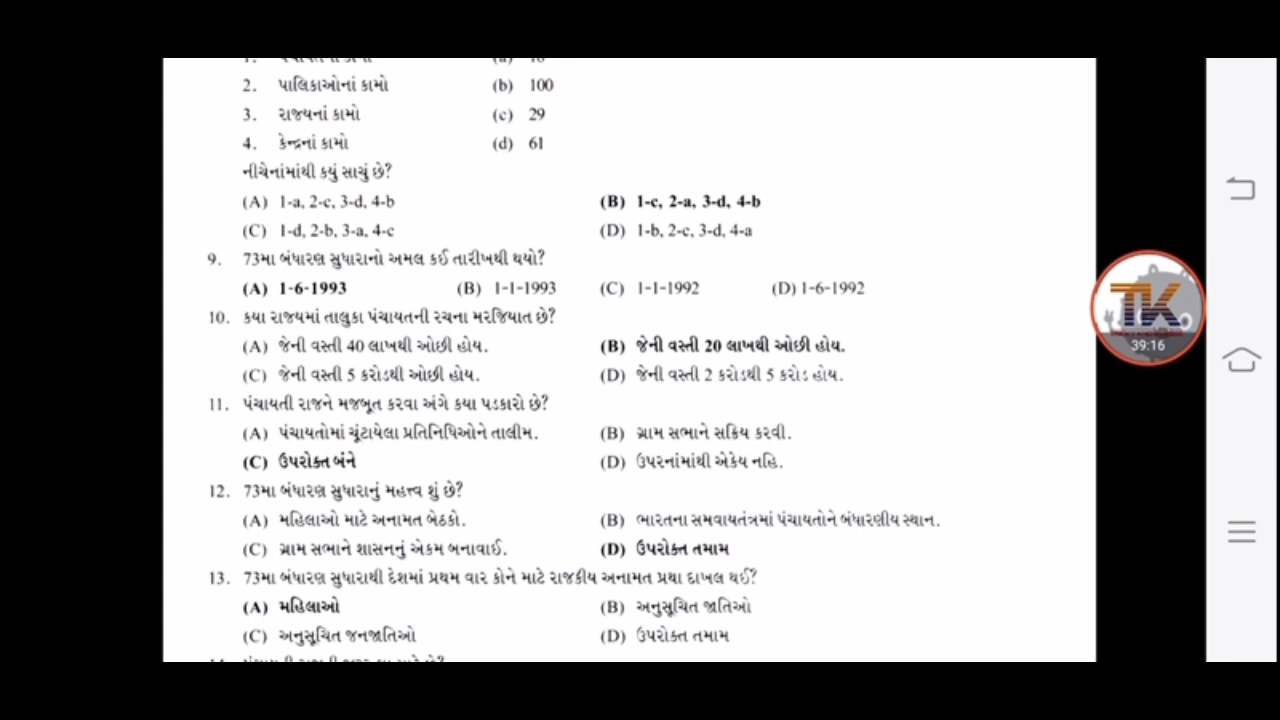 2. પાલિકાઓનાં કામો (b) 100
3. રાજ્યનાં કામો (c) 29
4. કેન્દ્રનાં કામો (d) 61
નીચેનાંમાંથી કયું સાચું છે?
(A) 1-a, 2-c, 3-d, 4-b (B) 1-c, 2-a, 3-d, 4-b
(C) 1-d, 2-b, 3-a, 4-c (D) 1-b, 2-c, 3-d, 4-a
9. 73મા બંધારણ સુધારાનો અમલ કઈ તારીખથી થયો?
(A) 1-6-1993 (B) 1-1-1993 (C) 1-1-1992 (D) 1-6-1992
10. કયા રાજ્યમાં તાલુકા પંચાયતની રચના મરજિયાત છે?
(A) જેની વસ્તી 40 લાખથી ઓછી હોય. (B) જેની વસ્તી 20 લાખથી ઓછી હોય.
(C) જેની વસ્તી 5 કરોડથી ઓછી હોય. (D) જેની વસ્તી 2 કરોડથી 5 કરોડ હોય.
11. પંચાયતી રાજને મજબૂત કરવા અંગે કયા પડકારો છે?
(A) પંચાયતોમાં ચૂંટાયેલા પ્રતિનિધિઓને તાલીમ. (B) ગ્રામ સભાને સક્રિય કરવી.
(C) ઉપરોક્ત બંને (D) ઉપરનાંમાંથી એકેય નહિ.
12. 73મા બંધારણ સુધારાનું મહત્ત્વ શું છે?
(A) મહિલાઓ માટે અનામત બેઠકો. (B) ભારતના સમવાયતંત્રમાં પંચાયતોને બંધારણીય સ્થાન.
(C) ગ્રામ સભાને શાસનનું એકમ બનાવાઈ. (D) ઉપરોક્ત તમામ
13. 73મા બંધારણ સુધારાથી દેશમાં પ્રથમ વાર કોને માટે રાજકીય અનામત પ્રથા દાખલ થઈ?
(A) મહિલાઓ (B) અનુસૂચિત જાતિઓ
(C) અનુસૂચિત જનજાતિઓ (D) ઉપરોક્ત તમામ
TK
39:16